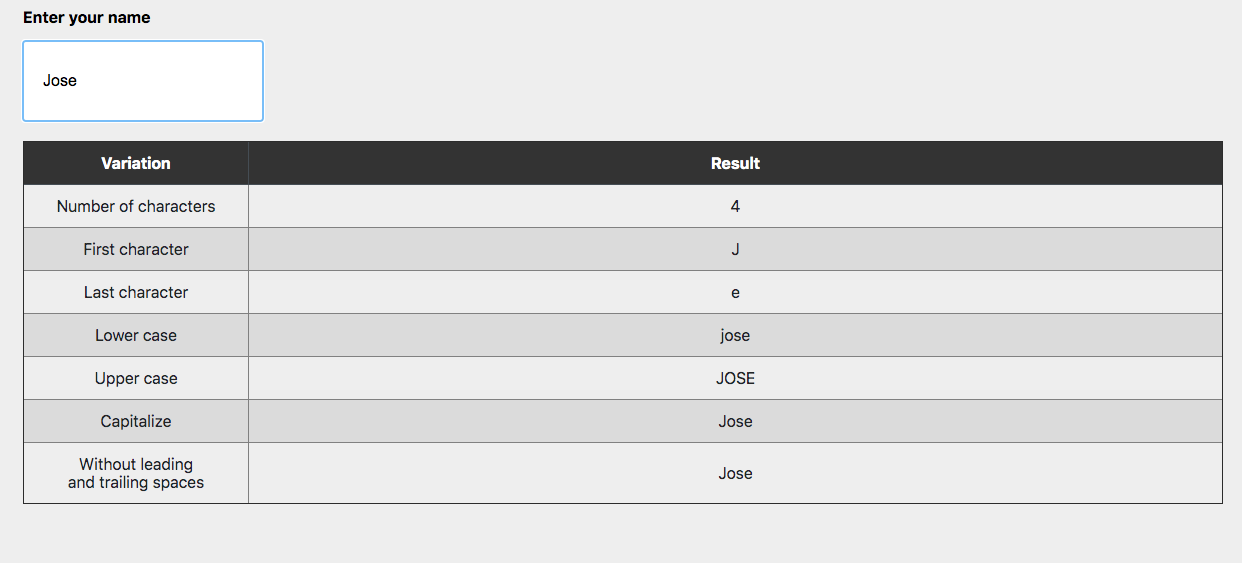 Enter your name
Jose
Variation Result
Number of characters 4
First character J
Last character e
Lower case jose
Upper case JOSE
Capitalize Jose
Without leading
and trailing spaces Jose